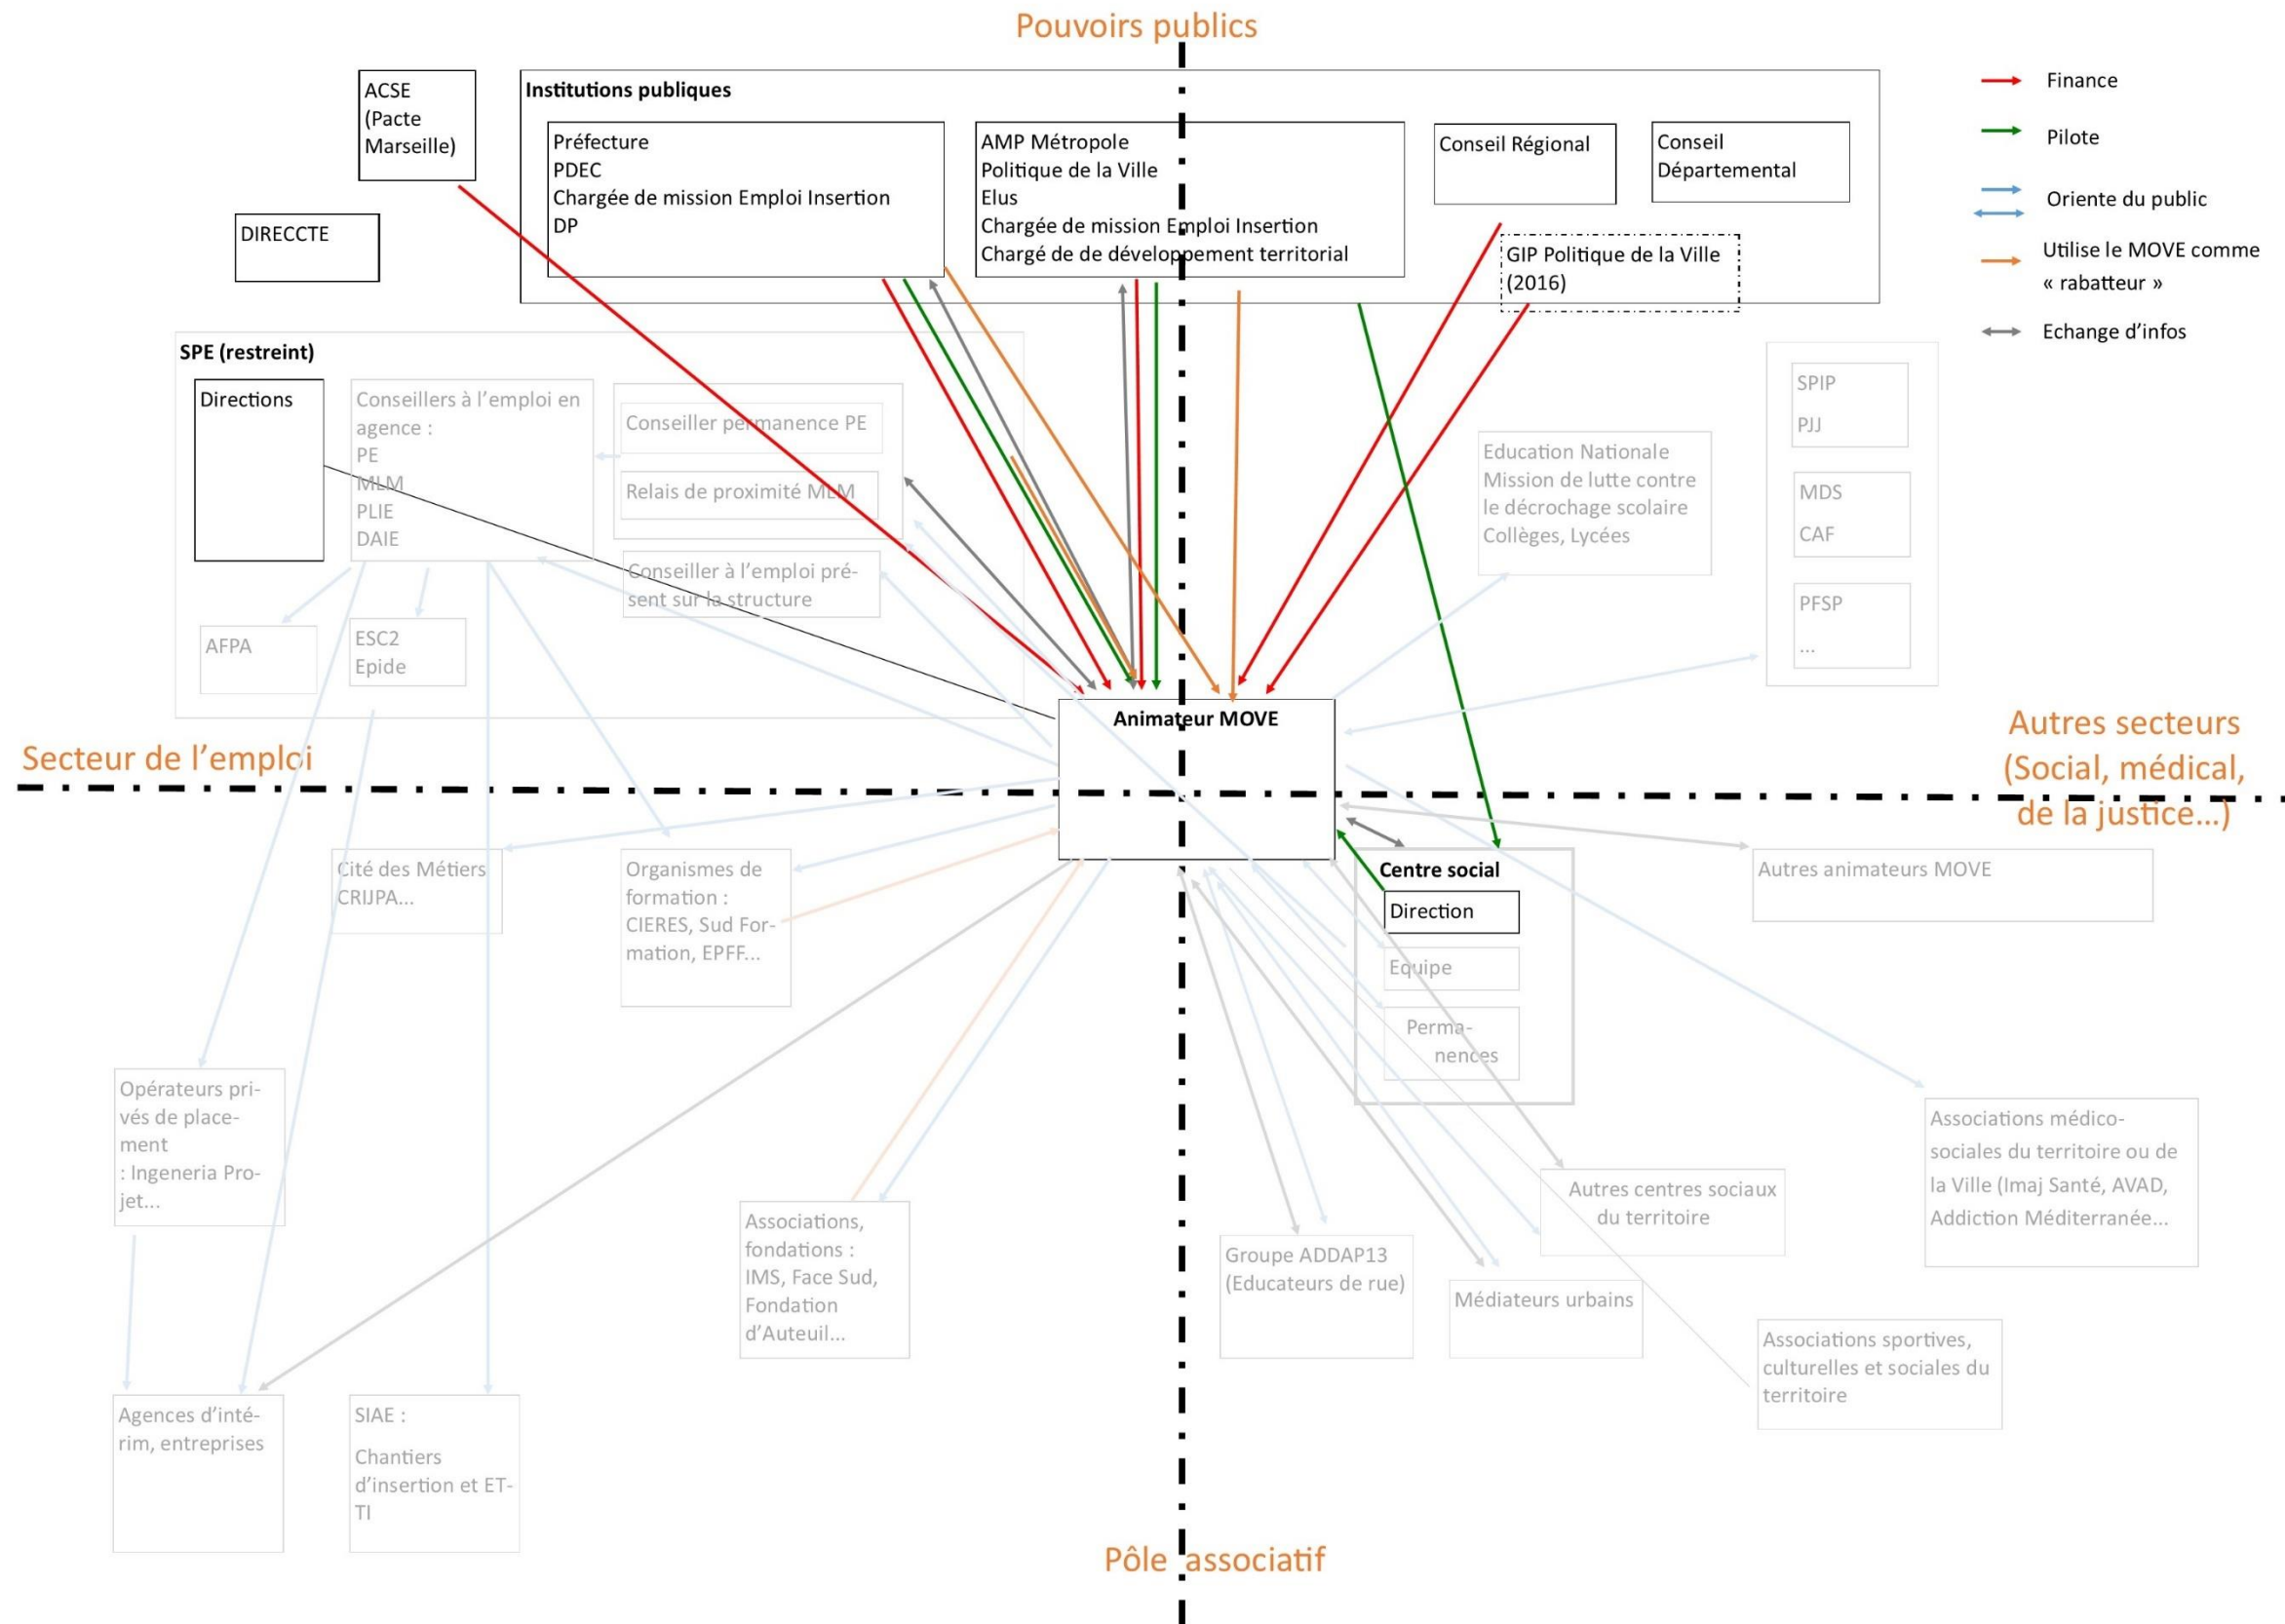 Pouvoirs publics
ACSE
(Pacte
Marseille)
DIRECCTE
Institutions publiques
Préfecture
PDEC
Chargée de mission Emploi Insertion
DP
AMP Métropole
Politique de la Ville
Elus
Chargée de mission Emploi Insertion
Chargé de de développement territorial
Conseil Régional
Conseil
Départemental
GIP Politique de la Ville
(2016)
Finance
Pilote
Oriente du public
Utilise le MOVE comme
« rabatteur »
Echange d’infos
SPE (restreint)
Directions
Conseillers à l’emploi en
agence :
PE
MLM
PLIE
DAIE
Conseiller permanence PE
Relais de proximité MLM
Conseiller à l’emploi pré-
sent sur la structure
AFPA
ESC2
Epide
Education Nationale
Mission de lutte contre
le décrochage scolaire
Collèges, Lycées
SPIP
PJJ
MDS
CAF
PFSP
...
Animateur MOVE
Secteur de l’emploi
Autres secteurs
(Social, médical,
de la justice...)
Cité des Métiers
CRIJPA...
Organismes de
formation :
CIERES, Sud For-
mation, EPFF...
Centre social
Direction
Equipe
Perma-
nences
Autres animateurs MOVE
Opérateurs pri-
vés de place-
ment
: Ingeneria Pro-
jet...
Associations,
fondations :
IMS, Face Sud,
Fondation
d’Auteuil...
Groupe ADDAP13
(Educateurs de rue)
Médiateurs urbains
Autres centres sociaux
du territoire
Associations médico-
sociales du territoire ou de
la Ville (Imaj Santé, AVAD,
Addiction Méditerranée...
Associations sportives,
culturelles et sociales du
territoire
Agences d’inté-
rim, entreprises
SIAE :
Chantiers
d’insertion et ET-
TI
Pôle associatif